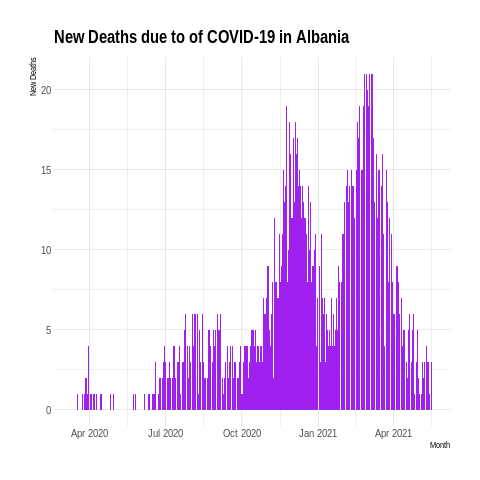 New Deaths due to of COVID-19 in Albania
New Deaths
20
15
10
5
0
Apr 2020 Jul 2020 Oct 2020 Jan 2021 Apr 2021
Month